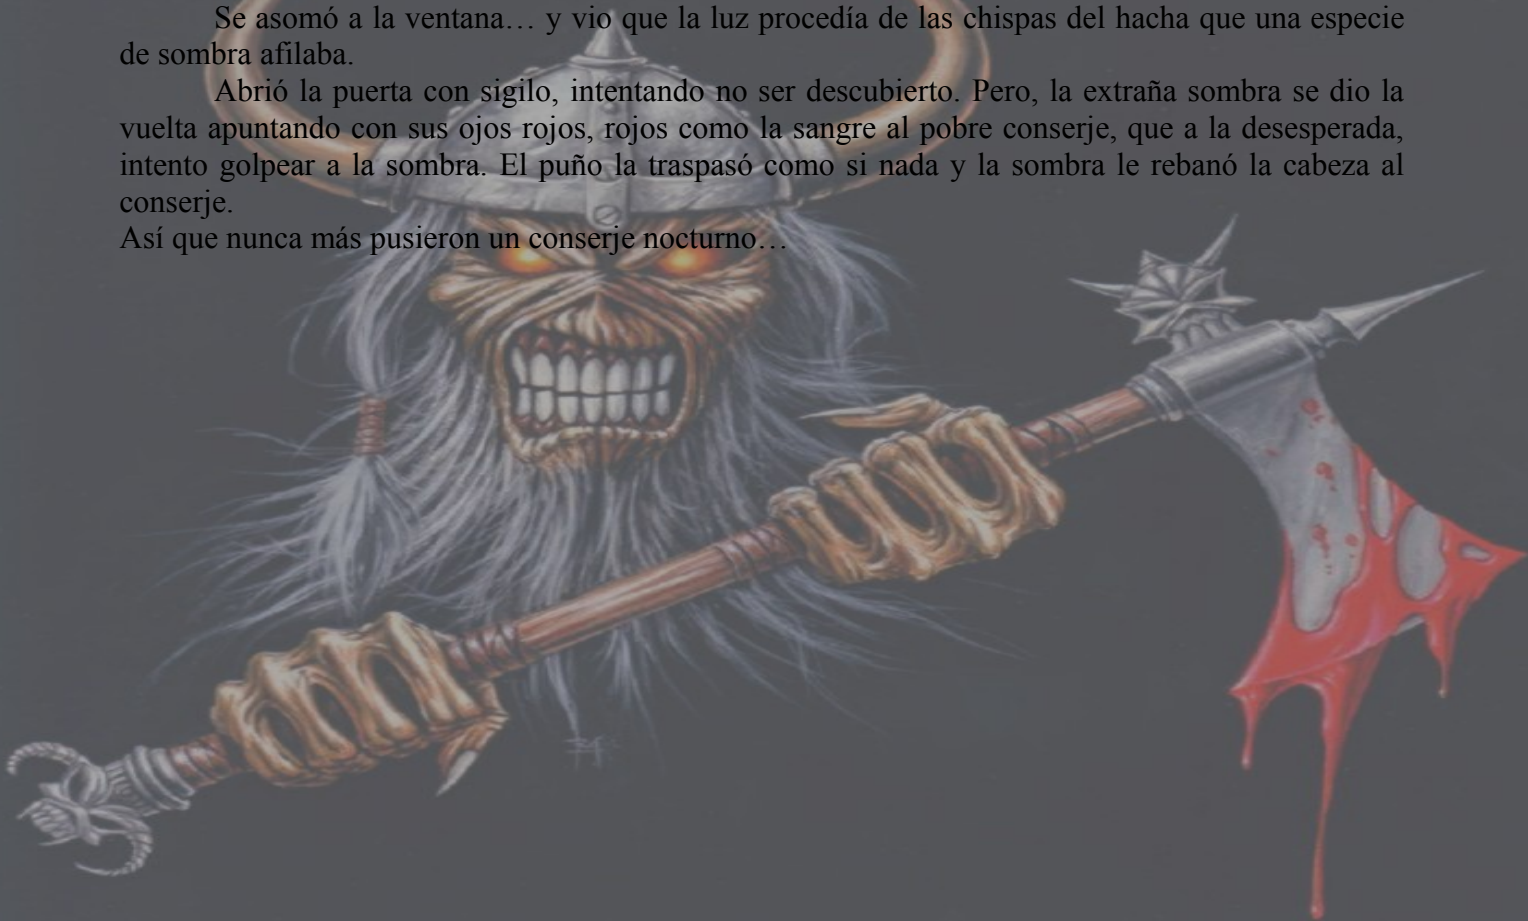 Se asomó a la ventana… y vio que la luz procedía de las chispas del hacha que una especie
de sombra afilaba.
Abrió la puerta con sigilo, intentando no ser descubierto. Pero, la extraña sombra se dio la
vuelta apuntando con sus ojos rojos, rojos como la sangre al pobre conserje, que a la desesperada,
intento golpear a la sombra. El puño la traspasó como si nada y la sombra le rebanó la cabeza al
conserje.
Así que nunca más pusieron un conserje nocturno…